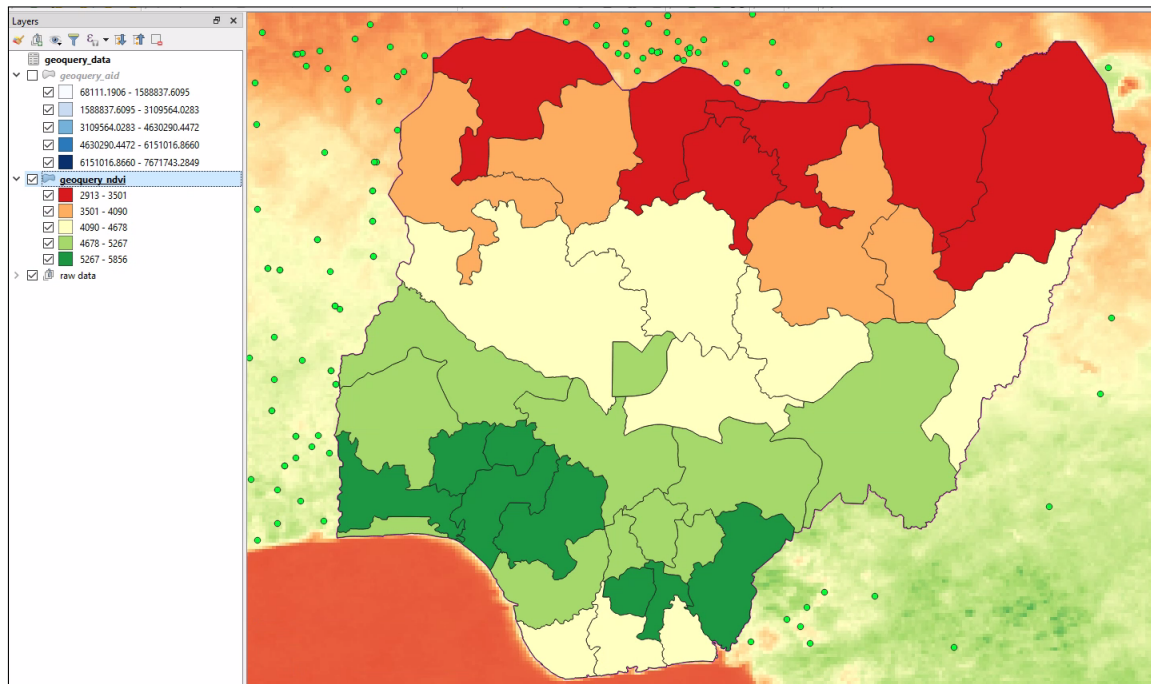 Layers
geoquery_data
geoquery_aid
68111.1906 - 1588837.6095
1588837.6095 - 3109564.0283
3109564.0283 - 4630290.4472
4630290.4472 - 6151016.8660
6151016.8660 - 7671743.2849
geoquery_ndvi
2913 - 3501
3501 - 4090
4090 - 4678
4678 - 5267
5267 - 5856
raw data